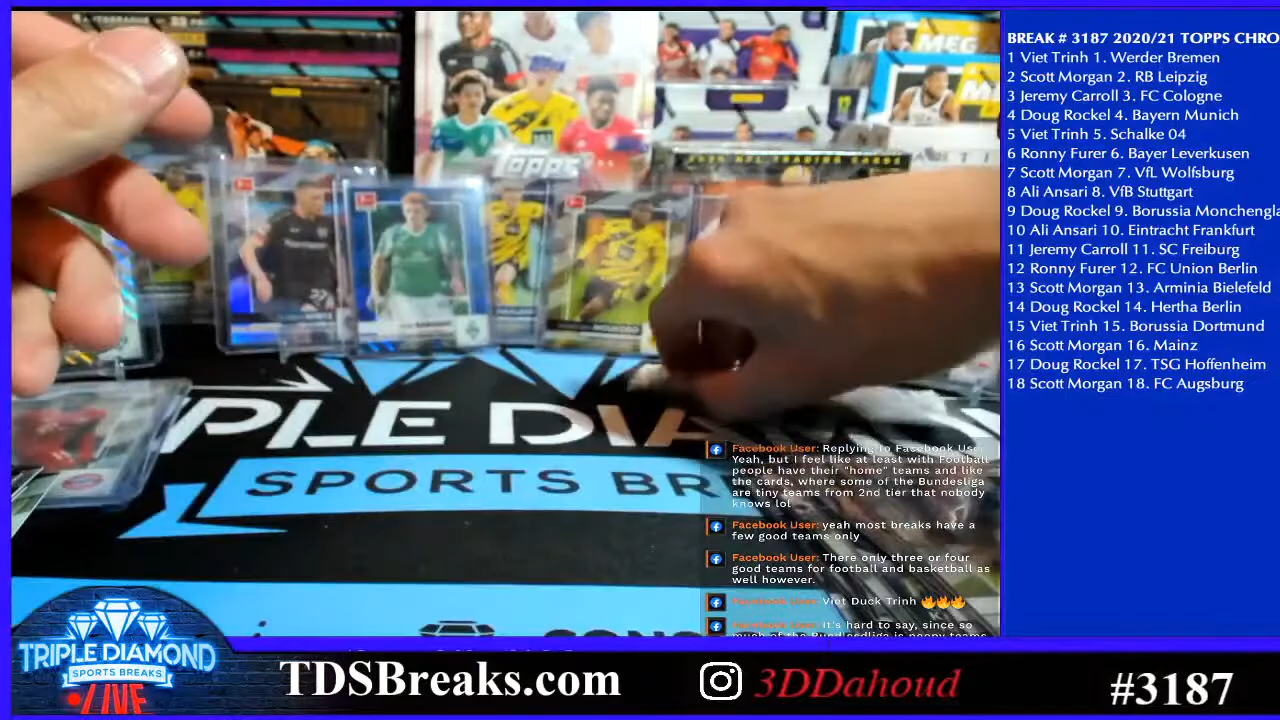 MEG
Topps
BREAK # 3187 2020/21 TOPPS CHRO
1 Viet Trinh 1. Werder Bremen
2 Scott Morgan 2. RB Leipzig
3 Jeremy Carroll 3. FC Cologne
4 Doug Rockel 4. Bayern Munich
5 Viet Trinh 5. Schalke 04
6 Ronny Furer 6. Bayer Leverkusen
7 Scott Morgan 7. VfL Wolfsburg
8 Ali Ansari 8. VfB Stuttgart
9 Doug Rockel 9. Borussia Monchengla
10 Ali Ansari 10. Eintracht Frankfurt
11 Jeremy Carroll 11. SC Freiburg
12 Ronny Furer 12. FC Union Berlin
13 Scott Morgan 13. Arminia Bielefeld
14 Doug Rockel 14. Hertha Berlin
15 Viet Trinh 15. Borussia Dortmund
16 Scott Morgan 16. Mainz
17 Doug Rockel 17. TSG Hoffenheim
18 Scott Morgan 18. FC Augsburg
PLE DIA
SPORTS BR
Facebook User: Replying To Facebook Use
Yeah, but I feel like at least with Football
people have their "home" teams and like
the cards, where some of the Bundesliga
are tiny teams from 2nd tier that nobody
knows lol
Facebook User: yeah most breaks have a
few good teams only
Facebook User: There only three or four
good teams for football and basketball as
well however.
Facebook User: Viet Duck Trinh 🔥🔥🔥
Facebook User: It's hard to say, since so
TRIPLE DIAMOND
SPORTS BREAKS
LIVE
TDSBreaks.com
3DDahoud
#3187